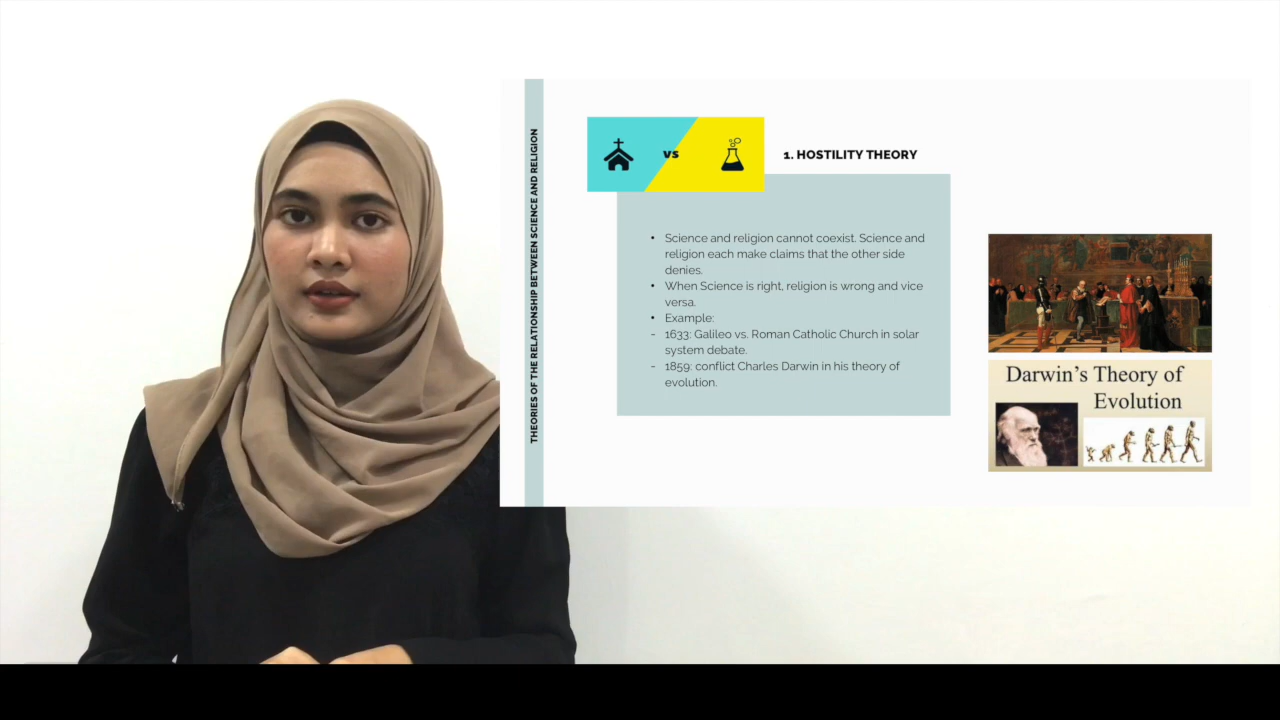 THEORIES OF THE RELATIONSHIP BETWEEN SCIENCE AND RELIGION
VS
1. HOSTILITY THEORY
• Science and religion cannot coexist. Science and
religion each make claims that the other side
denies.
• When Science is right, religion is wrong and vice
versa.
• Example:
- 1633: Galileo vs. Roman Catholic Church in solar
system debate.
- 1859: conflict Charles Darwin in his theory of
evolution.
Darwin's Theory of
Evolution